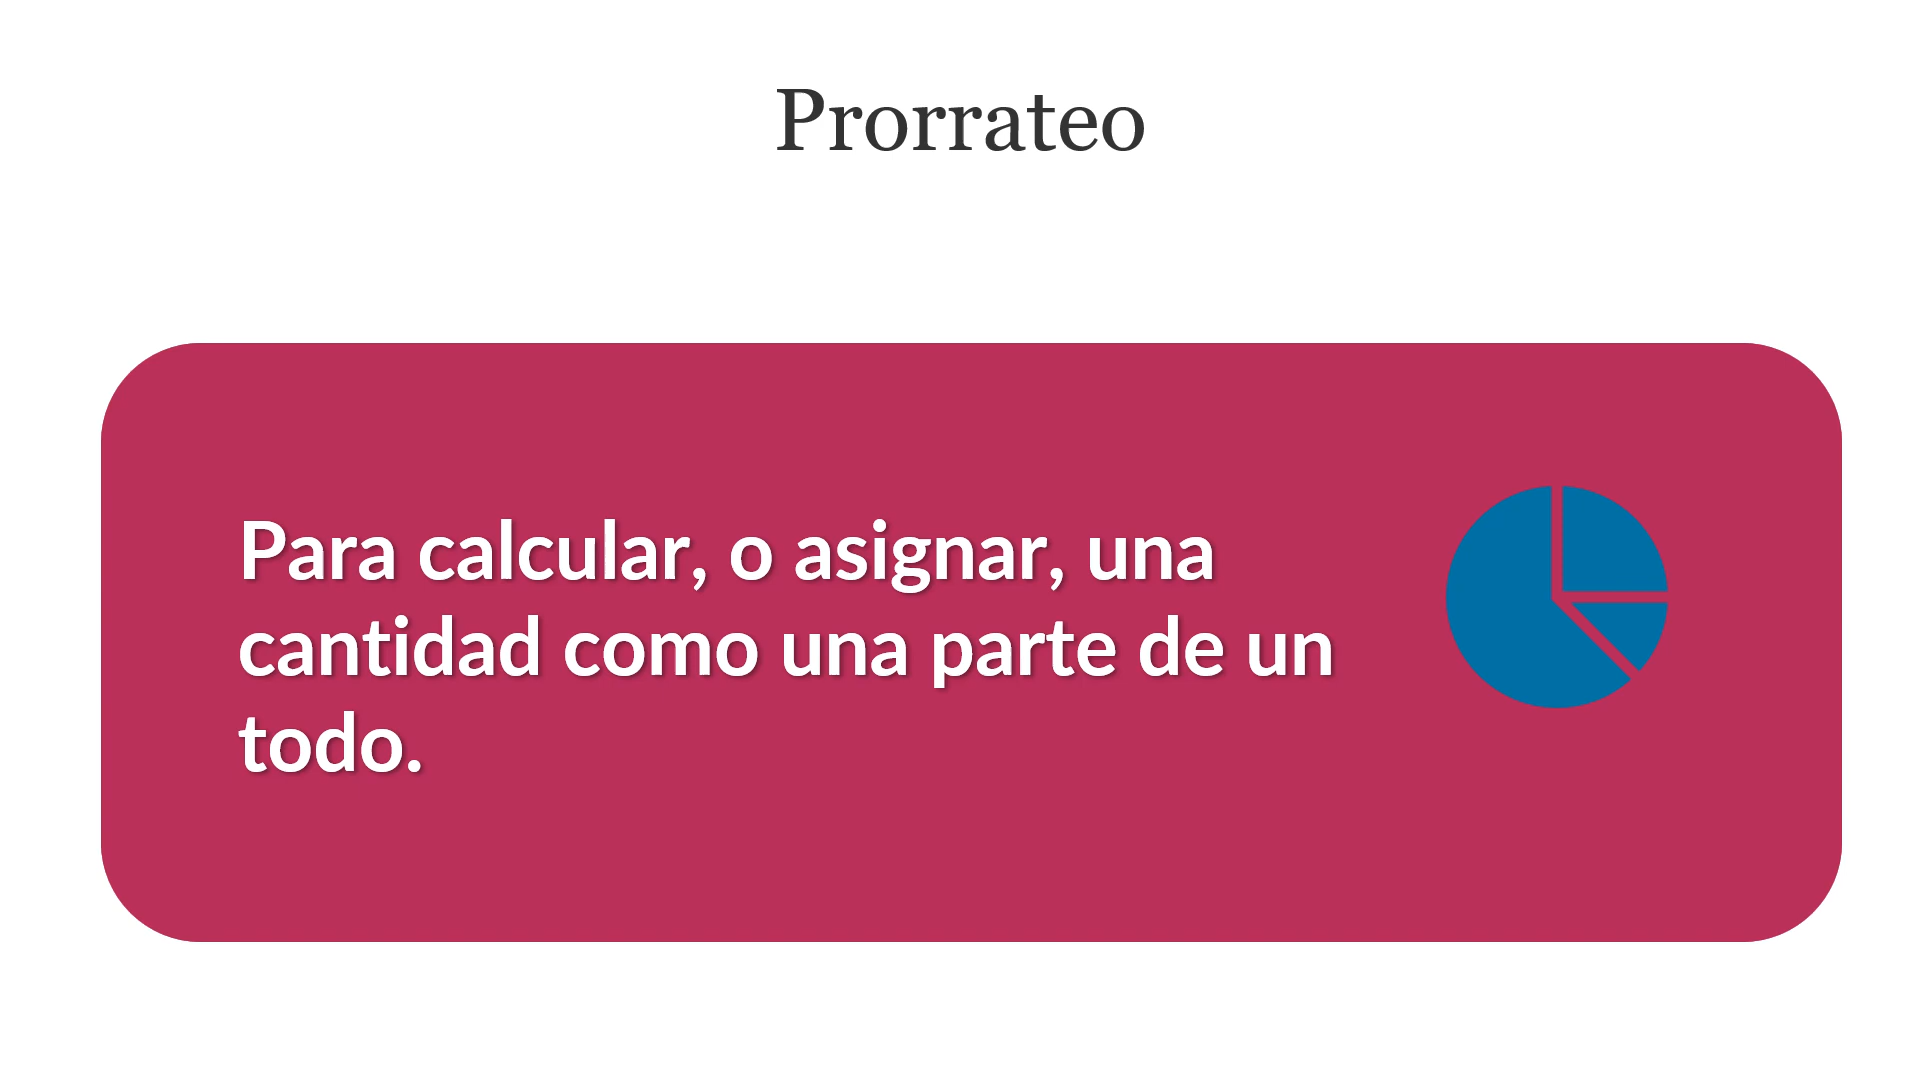 Prorrateo
Para calcular, o asignar, una
cantidad como una parte de un
todo.